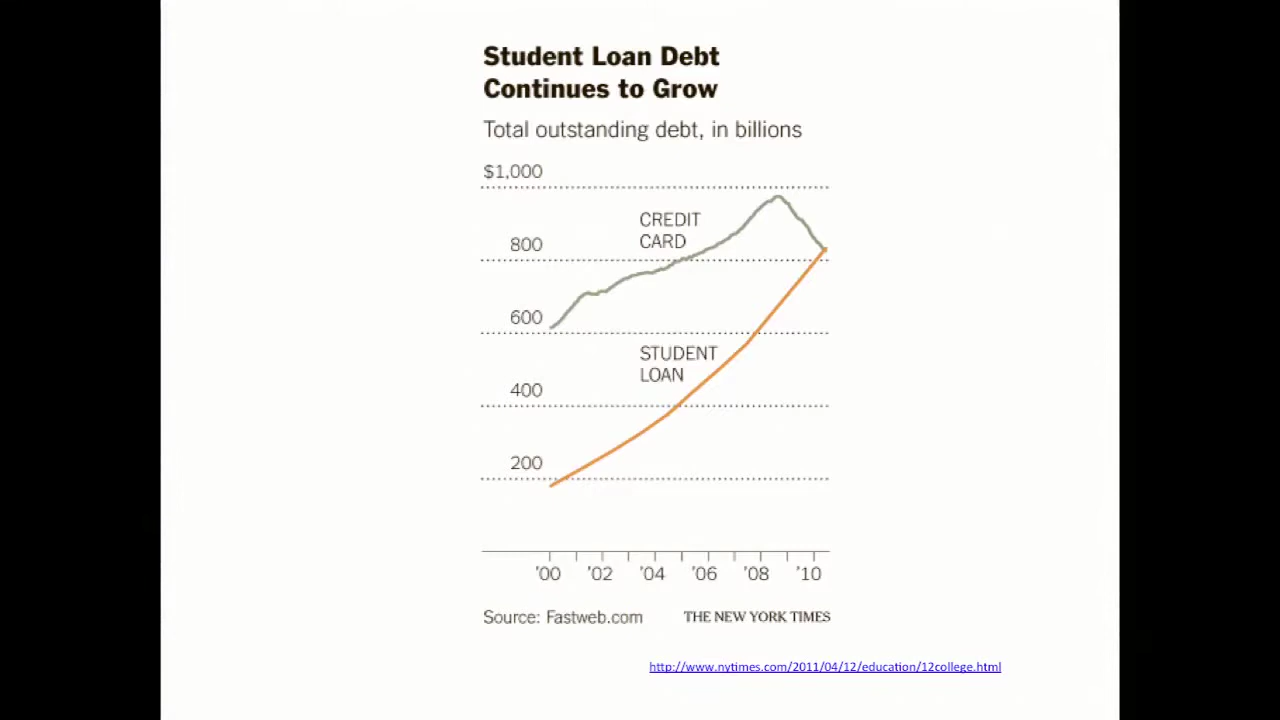 Student Loan Debt
Continues to Grow
Total outstanding debt, in billions
$1,000
CREDIT
CARD
800
600
STUDENT
LOAN
400
200
'00 '02 '04 '06 '08 '10
Source: Fastweb.com THE NEW YORK TIMES
http://www.nytimes.com/2011/04/12/education/12college.html